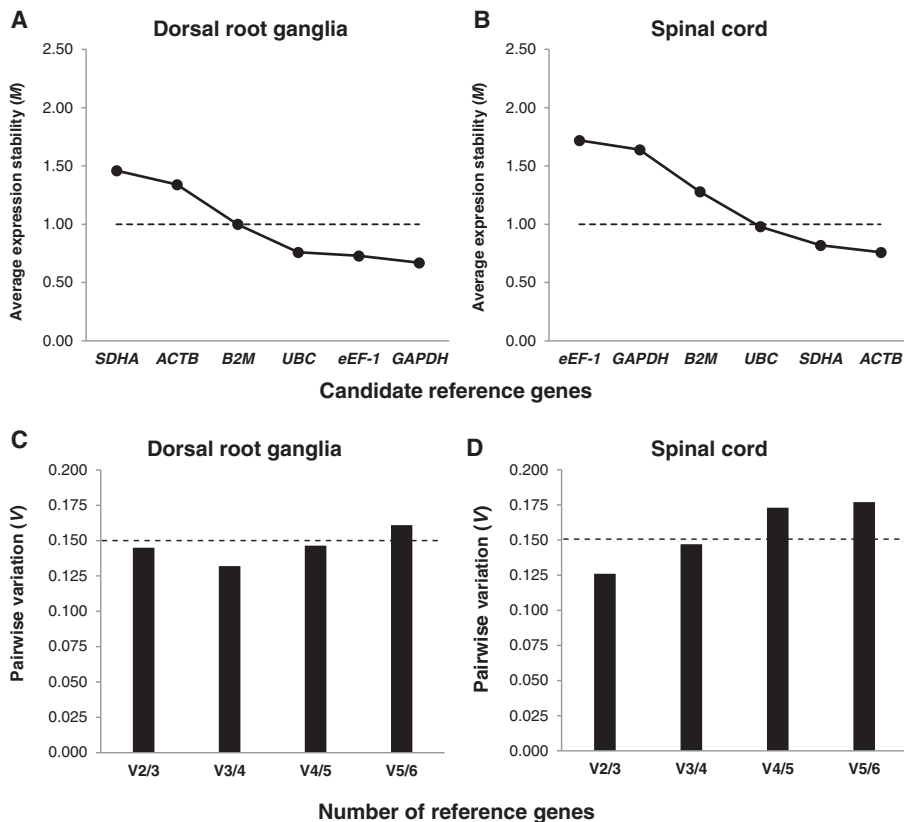 A
Dorsal root ganglia
Average expression stability (M)
2.50
2.00
1.50
1.00
0.50
0.00
SDHA ACTB B2M UBC eEF-1 GAPDH
B
Spinal cord
Average expression stability (M)
2.50
2.00
1.50
1.00
0.50
0.00
eEF-1 GAPDH B2M UBC SDHA ACTB
Candidate reference genes
C
Dorsal root ganglia
Pairwise variation (V)
0.200
0.175
0.150
0.125
0.100
0.075
0.050
0.025
0.000
V2/3 V3/4 V4/5 V5/6
D
Spinal cord
Pairwise variation (V)
0.200
0.175
0.150
0.125
0.100
0.075
0.050
0.025
0.000
V2/3 V3/4 V4/5 V5/6
Number of reference genes